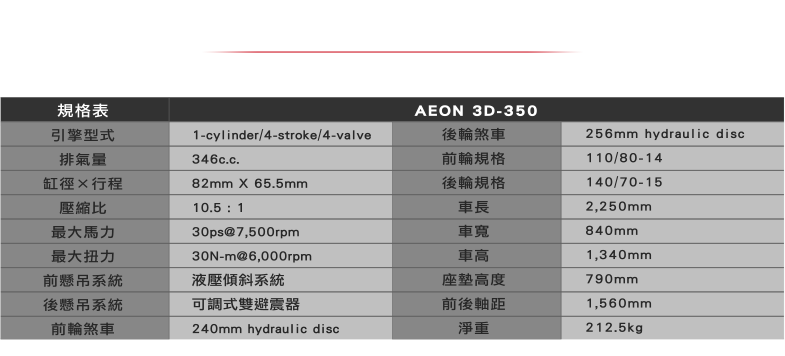 規格表 AEON 3D-350
引擎型式 1-cylinder/4-stroke/4-valve 後輪煞車 256mm hydraulic disc
排氣量 346c.c. 前輪規格 110/80-14
缸徑×行程 82mm X 65.5mm 後輪規格 140/70-15
壓縮比 10.5 : 1 車長 2,250mm
最大馬力 30ps@7,500rpm 車寬 840mm
最大扭力 30N-m@6,000rpm 車高 1,340mm
前懸吊系統 液壓傾斜系統 座墊高度 790mm
後懸吊系統 可調式雙避震器 前後軸距 1,560mm
前輪煞車 240mm hydraulic disc 淨重 212.5kg